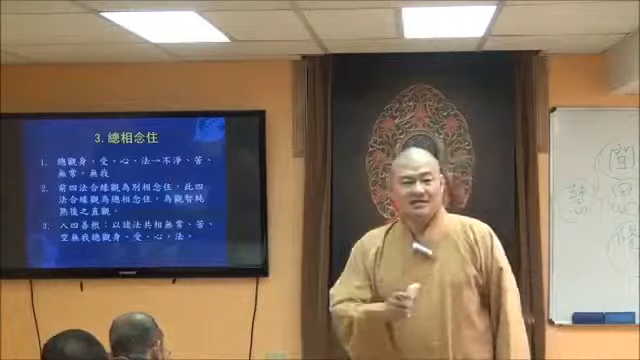 3.總相念住
1. 總觀身、受、心、法→不淨、苦、
無常、無我
2. 前四法合緣觀為別相念住,此四
法合緣觀為總相念住,為觀智純
熟後之直觀。
3. 入四善根:以諸法共相無常、苦、
空無我總觀身、受、心、法。
聞
思
慧